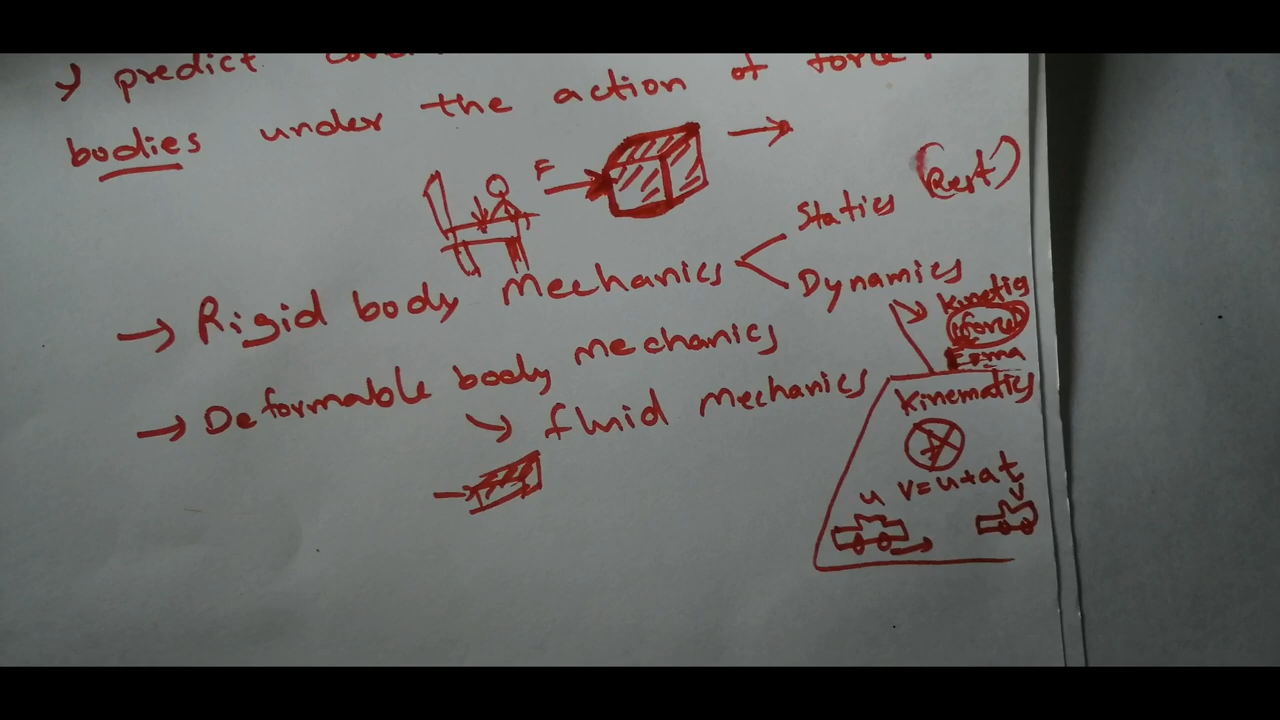 → predict
bodies under the action of force.
F
Statics (Rest)
→ Rigid body Mechanics
Dynamics
Kinetics
force
F=ma
→ Deformable body mechanics
Kinematics
→ fluid Mechanics
v=u+at
u
v